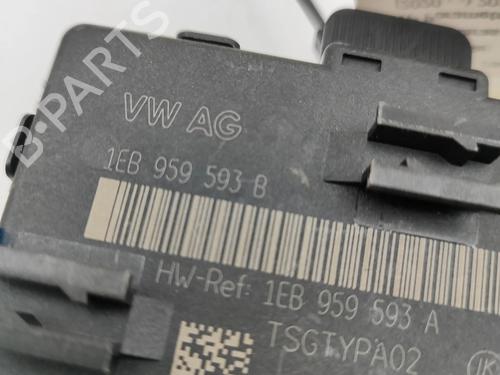 B-PARTS
VW AG
1EB 959 593 B
HW-Ref: 1EB 959 593 A
TSGTYPA02